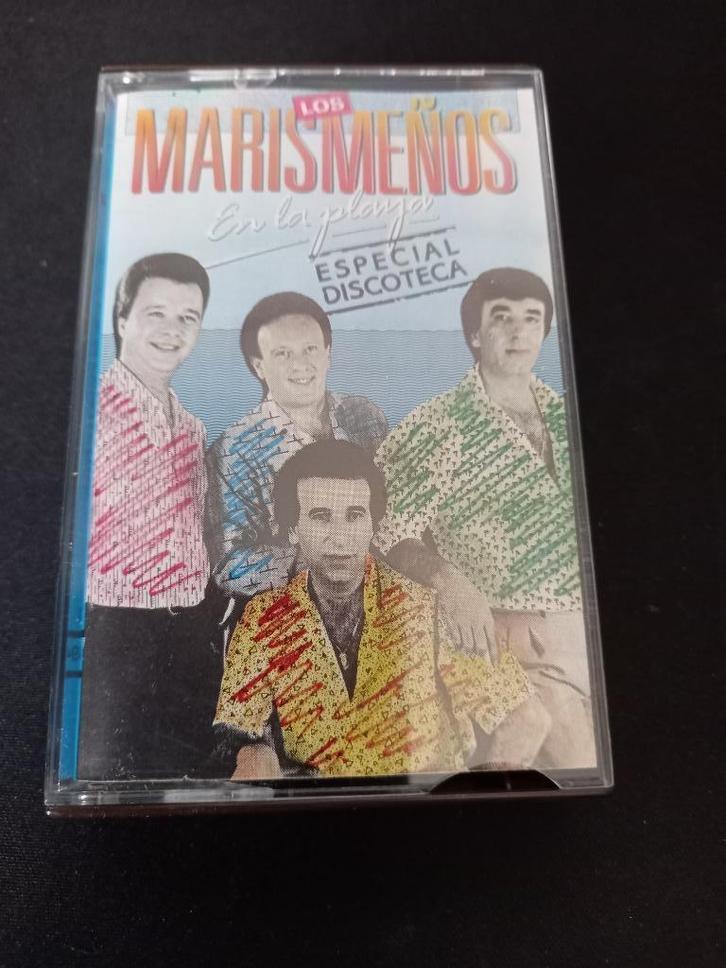 LOS
MARISMEÑOS
En la playa
ESPECIAL
DISCOTECA